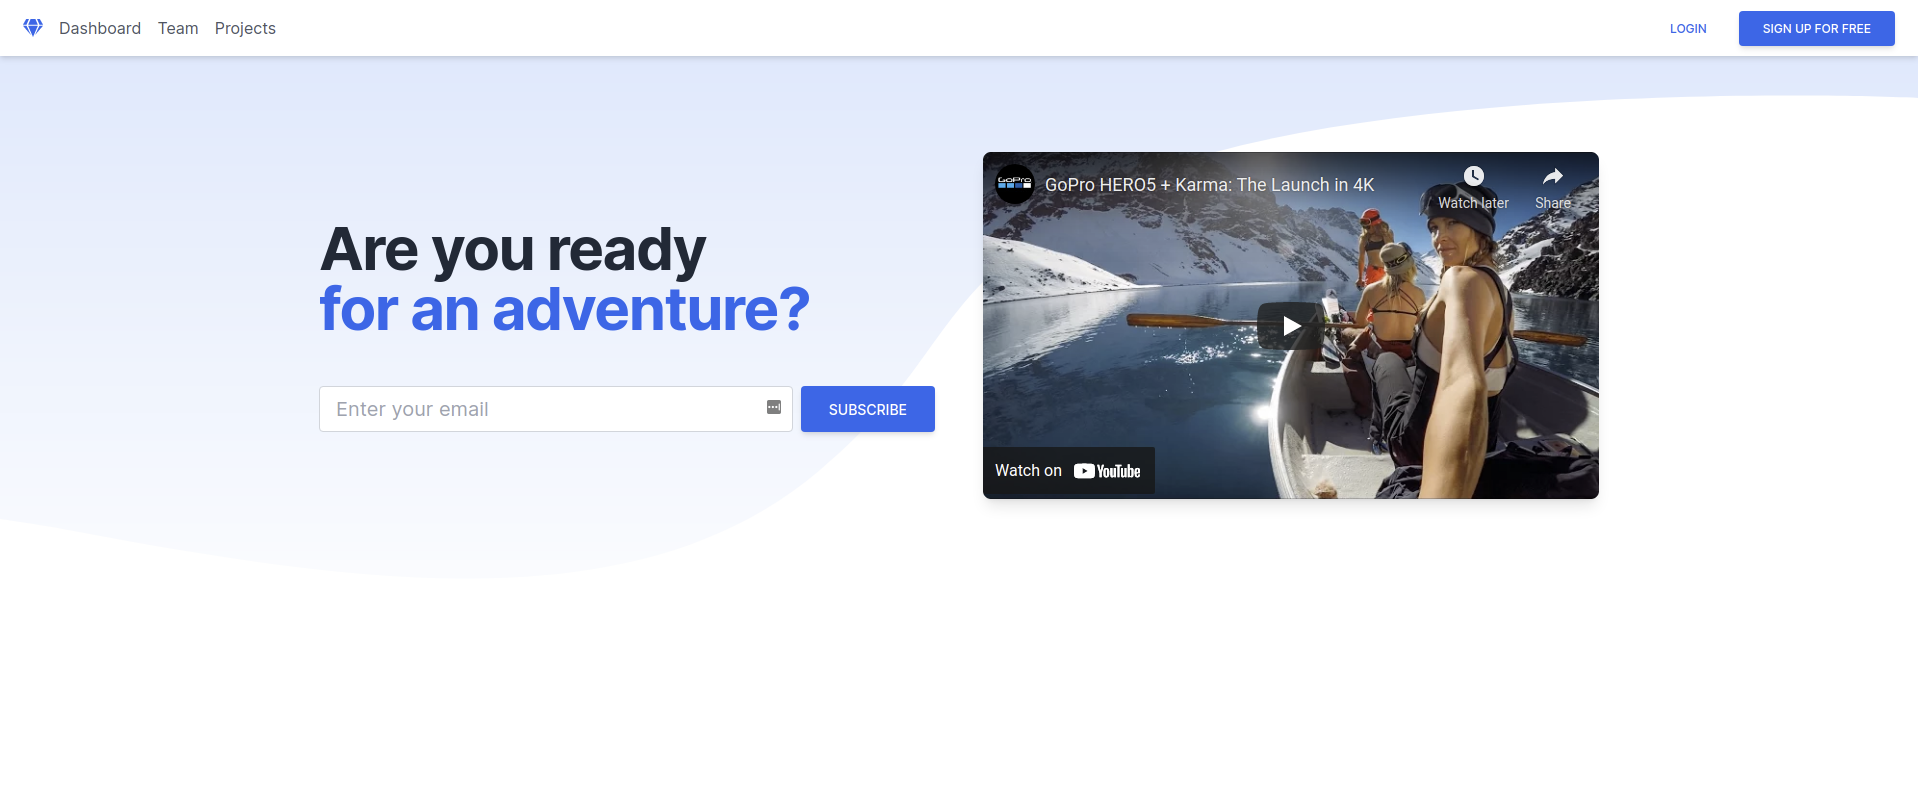 Dashboard Team Projects LOGIN SIGN UP FOR FREE
Are you ready
for an adventure?
Enter your email SUBSCRIBE
GoPro GoPro HERO5 + Karma: The Launch in 4K
Watch later Share
Watch on YouTube